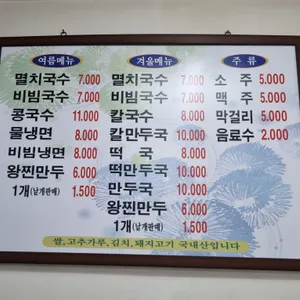 여름메뉴
멸치국수 7.000
비빔국수 7.000
콩국수 11.000
물냉면 8.000
비빔냉면 8.000
왕찐만두 6.000
1개(낱개판매) 1.500
겨울메뉴
멸치국수 7.000
비빔국수 7.000
칼국수 8.000
칼만두국 10.000
떡국 8.000
떡만두국 10.000
만두국 10.000
왕찐만두 6.000
1개(낱개판매) 1.500
주 류
소 주 5.000
맥 주 5.000
막걸리 5.000
음료수 2.000
쌀,고추가루,김치,돼지고기 국내산입니다